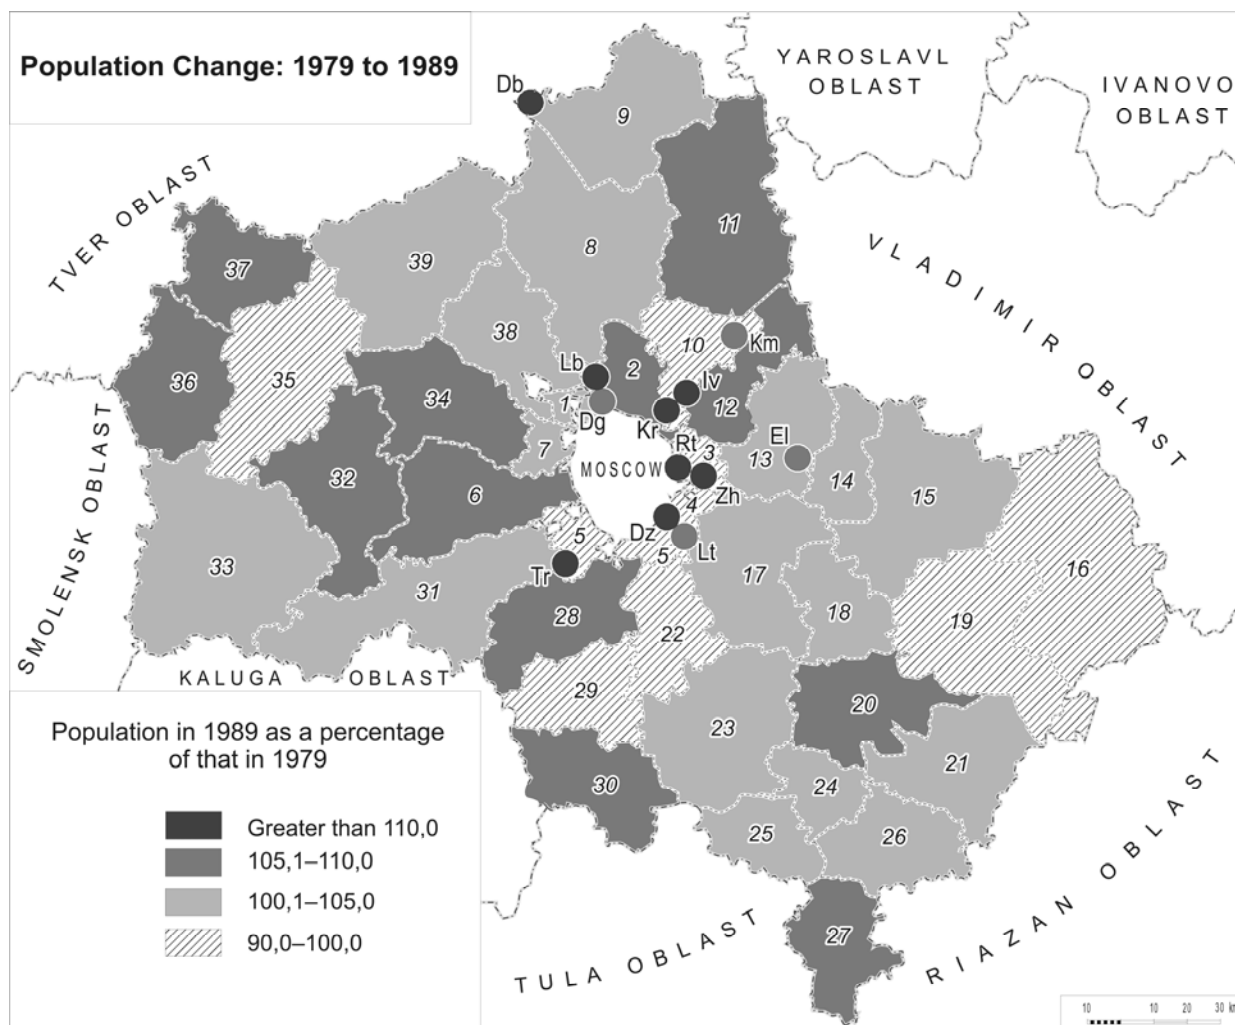 Population Change: 1979 to 1989
YAROSLAVL
OBLAST
IVANOVO
OBLAST
TVER OBLAST
VLADIMIR OBLAST
SMOLENSK OBLAST
KALUGA OBLAST
TULA OBLAST
RIAZAN OBLAST
MOSCOW
Db
9
11
8
39
37
38
10
Km
2
Lb
Iv
36
35
34
1
Dg
Kr
12
7
Rt
3
El
13
14
15
32
6
Zh
4
Dz
Lt
5
5
16
33
31
Tr
17
28
18
19
22
29
20
23
21
30
24
25
26
27
Population in 1989 as a percentage
of that in 1979
Greater than 110,0
105,1–110,0
100,1–105,0
90,0–100,0
10 10 20 30 km